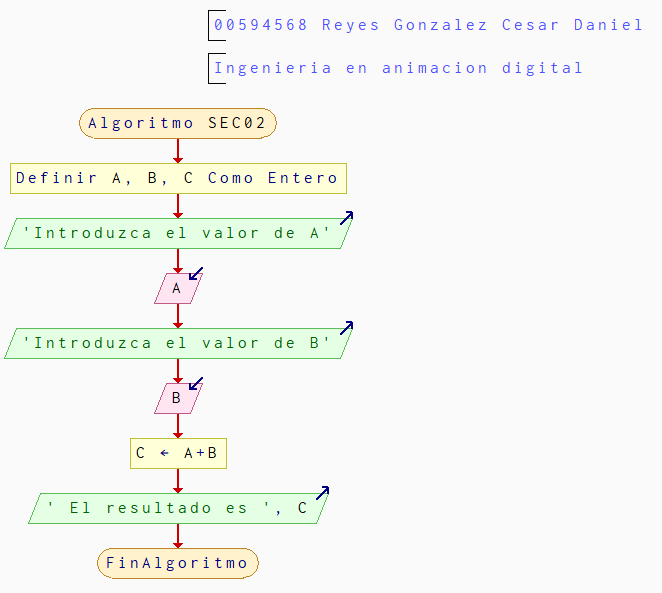 00594568 Reyes Gonzalez Cesar Daniel
Ingenieria en animacion digital
Algoritmo SEC02
Definir A, B, C Como Entero
'Introduzca el valor de A'
A
'Introduzca el valor de B'
B
C ← A+B
' El resultado es ', C
FinAlgoritmo